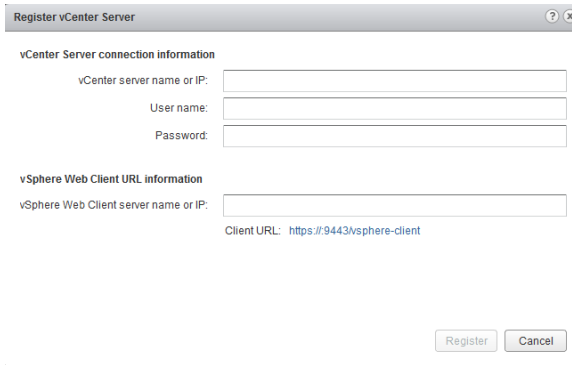 Register vCenter Server
?
x
vCenter Server connection information
vCenter server name or IP:
User name:
Password:
vSphere Web Client URL information
vSphere Web Client server name or IP:
Client URL: https://:9443/vsphere-client
Register Cancel